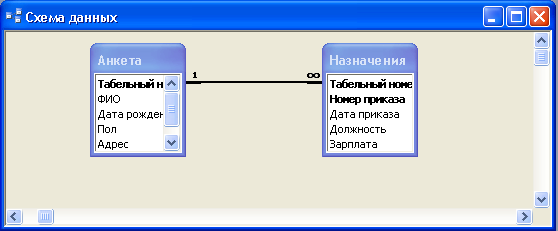 Схема данных
Анкета
Табельный н
ФИО
Дата рожден
Пол
Адрес
1
∞
Назначения
Табельный номе
Номер приказа
Дата приказа
Должность
Зарплата